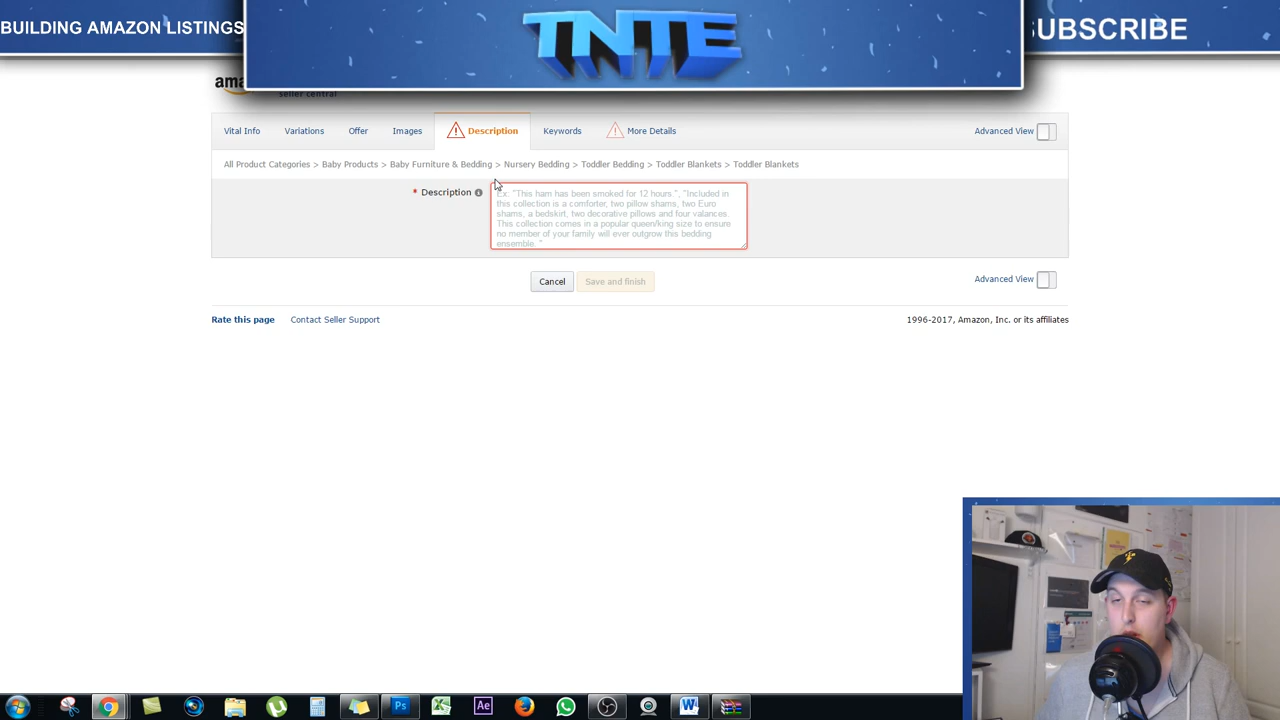 BUILDING AMAZON LISTINGS
TNTE
SUBSCRIBE
seller central
Vital Info
Variations
Offer
Images
Description
Keywords
More Details
Advanced View
All Product Categories > Baby Products > Baby Furniture & Bedding > Nursery Bedding > Toddler Bedding > Toddler Blankets > Toddler Blankets
* Description
Ex: "This ham has been smoked for 12 hours.", "Included in
this collection is a comforter, two pillow shams, two Euro
shams, a bedskirt, two decorative pillows and four valances.
This collection comes in a popular queen/king size to ensure
no member of your family will ever outgrow this bedding
ensemble. "
Cancel
Save and finish
Advanced View
Rate this page
Contact Seller Support
1996-2017, Amazon, Inc. or its affiliates
Ps
Ae